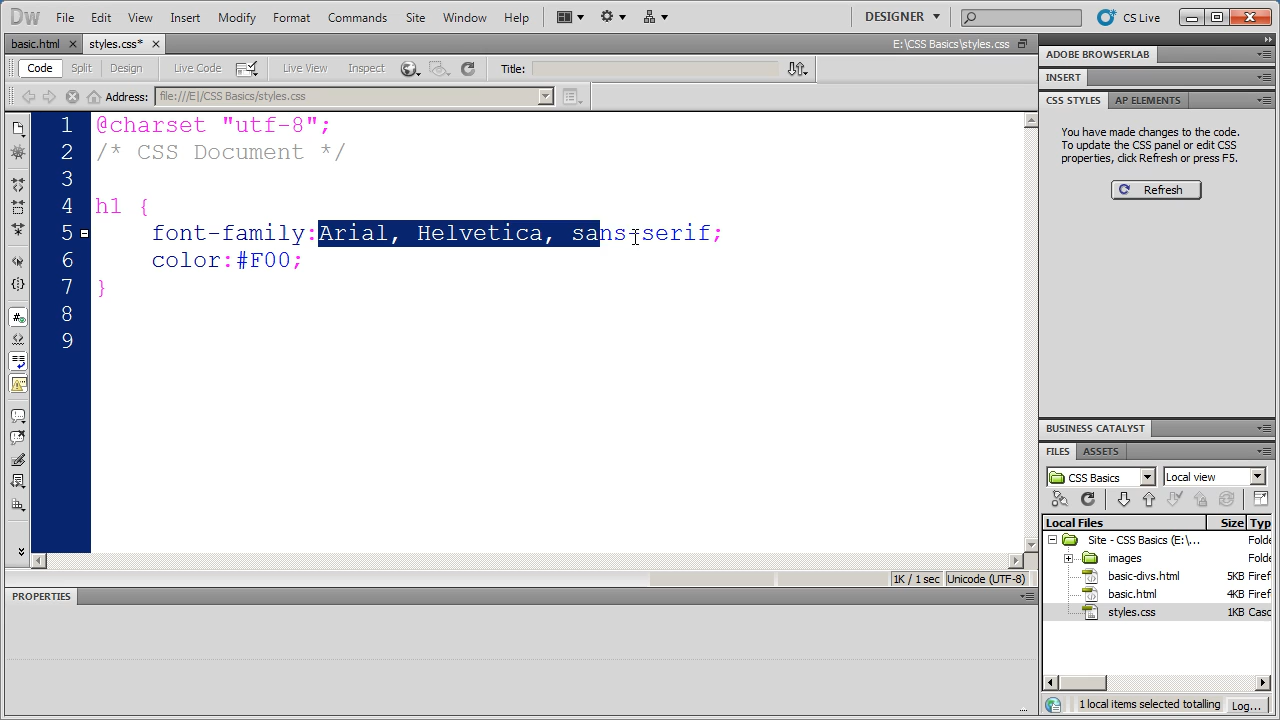 Dw File Edit View Insert Modify Format Commands Site Window Help DESIGNER CS Live
basic.html styles.css* E:\CSS Basics\styles.css
Code Split Design Live Code Live View Inspect Title:
Address: file:///E|/CSS Basics/styles.css
1 @charset "utf-8";
2 /* CSS Document */
3
4 h1 {
5 font-family:Arial, Helvetica, sans-serif;
6 color:#F00;
7 }
8
9
1K / 1 sec Unicode (UTF-8)
PROPERTIES
ADOBE BROWSERLAB
INSERT
CSS STYLES AP ELEMENTS
You have made changes to the code.
To update the CSS panel or edit CSS
properties, click Refresh or press F5.
Refresh
BUSINESS CATALYST
FILES ASSETS
CSS Basics Local view
Local Files Size Typ
Site - CSS Basics (E:\... Folde
images Folde
basic-divs.html 5KB Firef
basic.html 4KB Firef
styles.css 1KB Casc
1 local items selected totalling Log...